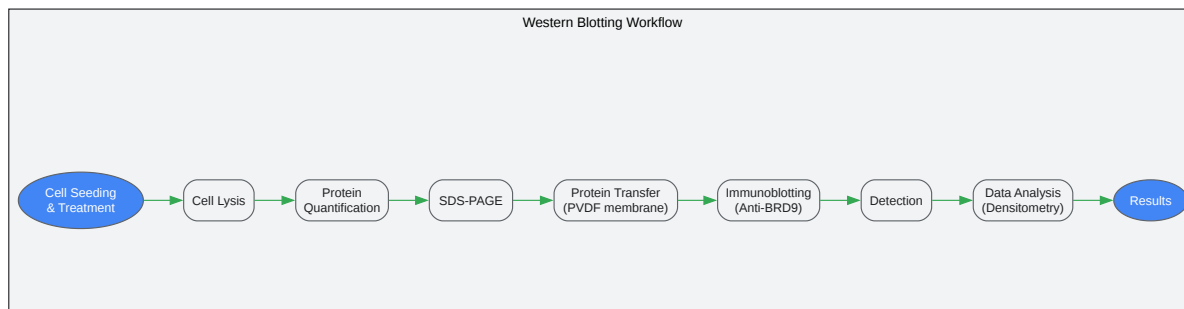 Western Blotting Workflow
Cell Seeding
& Treatment
Cell Lysis
Protein
Quantification
SDS-PAGE
Protein Transfer
(PVDF membrane)
Immunoblotting
(Anti-BRD9)
Detection
Data Analysis
(Densitometry)
Results